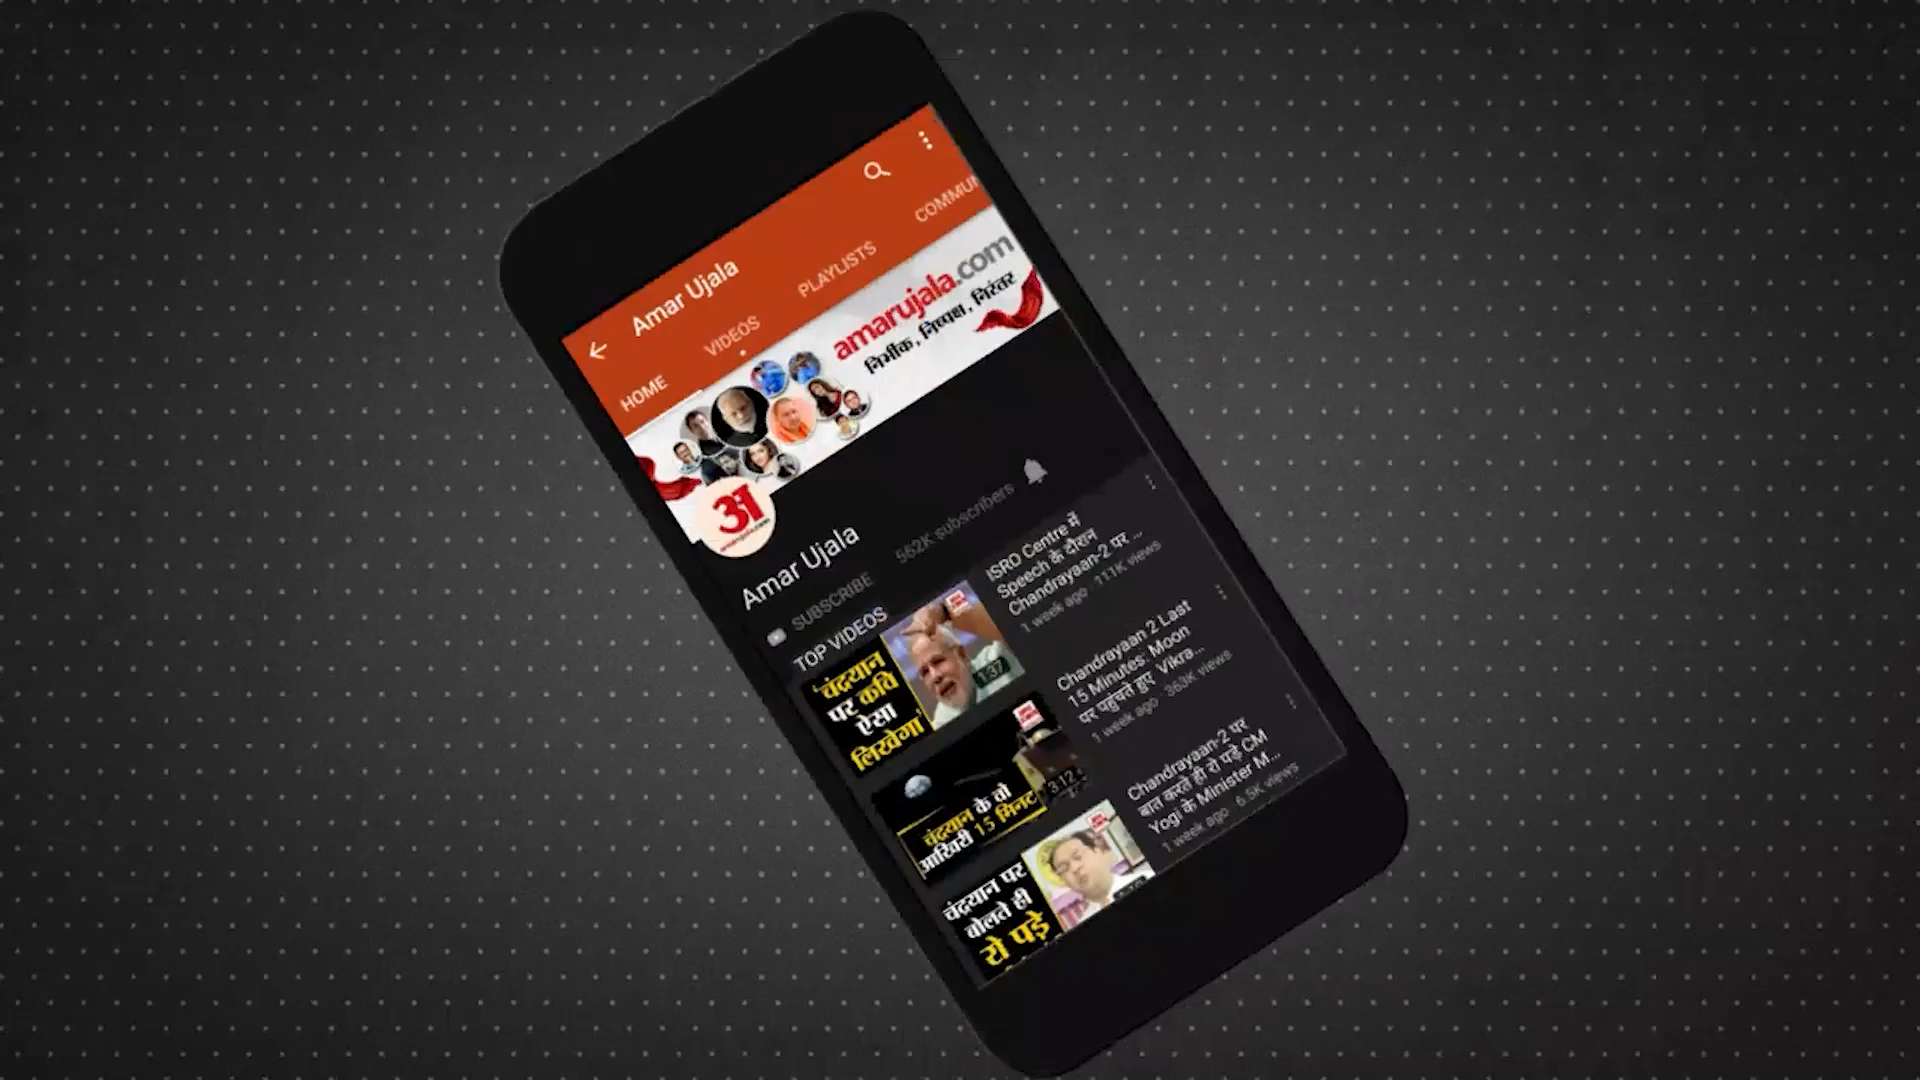 Amar Ujala
HOME
VIDEOS
PLAYLISTS
COMMUN
amarujala.com
निर्भीक, निष्पक्ष, निरंतर
अ
Amar Ujala
SUBSCRIBE
562K subscribers
TOP VIDEOS
'चंद्रयान
पर कवि
ऐसा
लिखेगा'
1:37
ISRO Centre में
Speech के दौरान
Chandrayaan-2 पर ...
1 week ago · 111K views
चंद्रयान के वो
आखिरी 15 मिनट
3:12
Chandrayaan 2 Last
15 Minutes: Moon
पर पहुंचते हुए Vikra...
1 week ago · 363K views
चंद्रयान पर
बोलते ही
रो पड़े
Chandrayaan-2 पर
बात करते ही रो पड़े CM
Yogi के Minister M...
1 week ago · 6.5K views